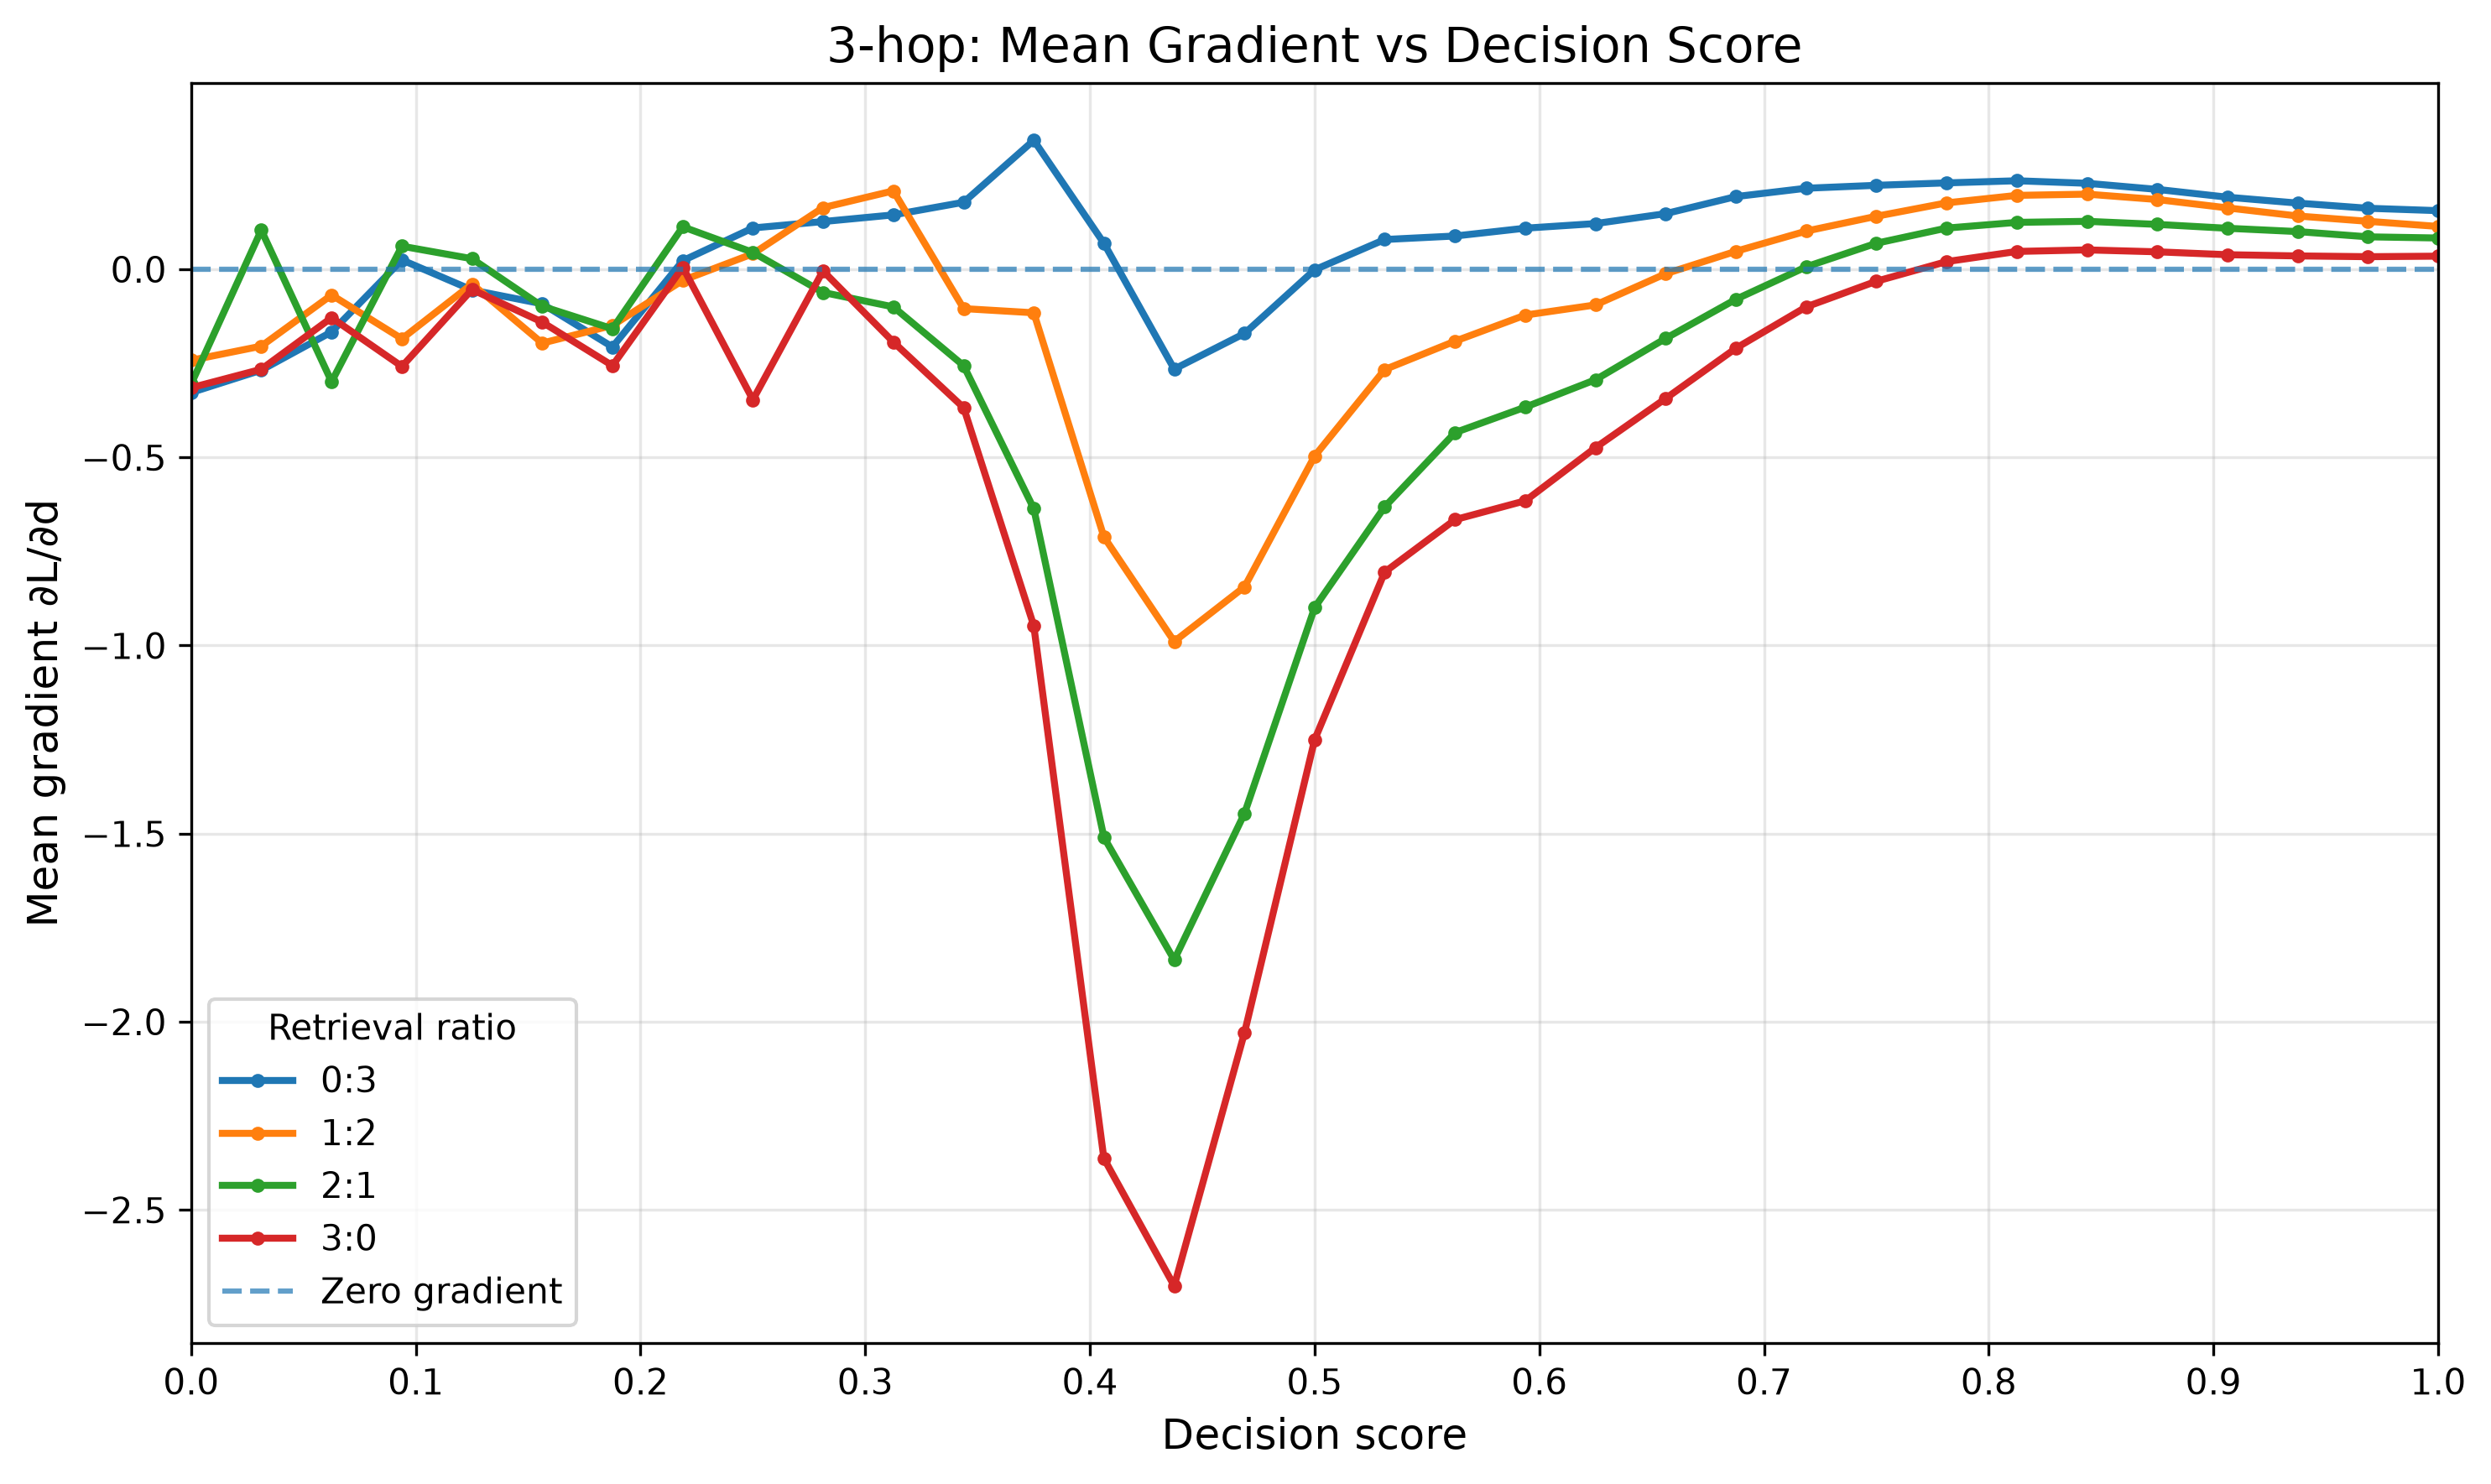 3-hop: Mean Gradient vs Decision Score
Mean gradient ∂L/∂d
0.0
−0.5
−1.0
−1.5
−2.0
−2.5
Retrieval ratio
0:3
1:2
2:1
3:0
Zero gradient
0.0 0.1 0.2 0.3 0.4 0.5 0.6 0.7 0.8 0.9 1.0
Decision score